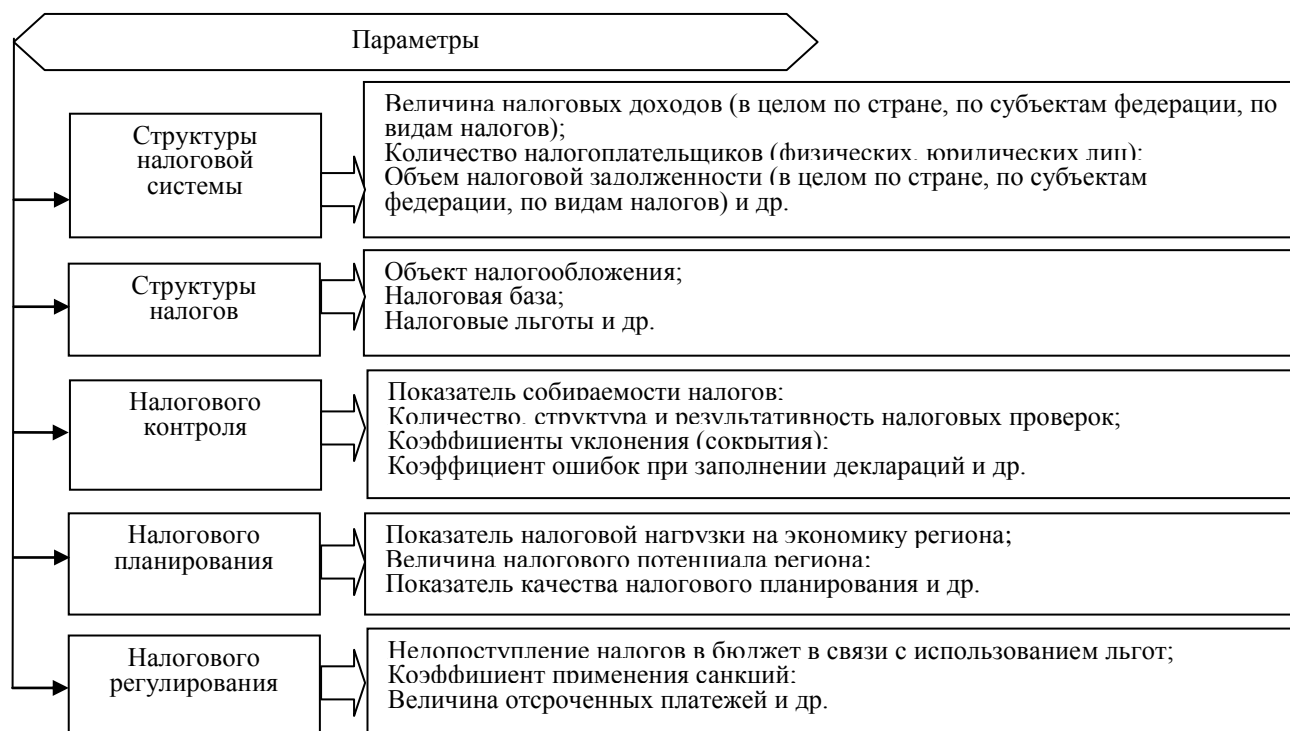 Параметры
Структуры
налоговой
системы
Величина налоговых доходов (в целом по стране, по субъектам федерации, по
видам налогов);
Количество налогоплательщиков (физических, юридических лиц);
Объем налоговой задолженности (в целом по стране, по субъектам
федерации, по видам налогов) и др.
Структуры
налогов
Объект налогообложения;
Налоговая база;
Налоговые льготы и др.
Налогового
контроля
Показатель собираемости налогов;
Количество, структура и результативность налоговых проверок;
Коэффициенты уклонения (сокрытия);
Коэффициент ошибок при заполнении деклараций и др.
Налогового
планирования
Показатель налоговой нагрузки на экономику региона;
Величина налогового потенциала региона;
Показатель качества налогового планирования и др.
Налогового
регулирования
Недопоступление налогов в бюджет в связи с использованием льгот;
Коэффициент применения санкций;
Величина отсроченных платежей и др.